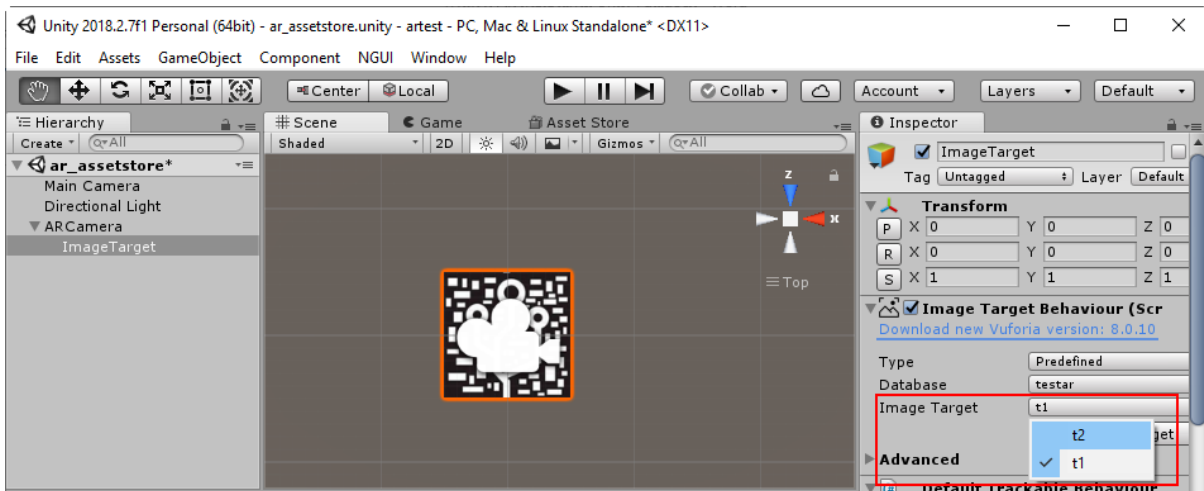 Unity 2018.2.7f1 Personal (64bit) - ar_assetstore.unity - artest - PC, Mac & Linux Standalone* <DX11>
File Edit Assets GameObject Component NGUI Window Help
Center Local Collab Account Layers Default
Hierarchy
Create All
ar_assetstore*
Main Camera
Directional Light
ARCamera
ImageTarget
Scene Game Asset Store
Shaded 2D Gizmos All
z
x
Top
Inspector
ImageTarget
Tag Untagged Layer Default
Transform
P X 0 Y 0 Z 0
R X 0 Y 0 Z 0
S X 1 Y 1 Z 1
Image Target Behaviour (Scr
Download new Vuforia version: 8.0.10
Type Predefined
Database testar
Image Target t1
t2 get
Advanced t1
Default Trackable Behaviour